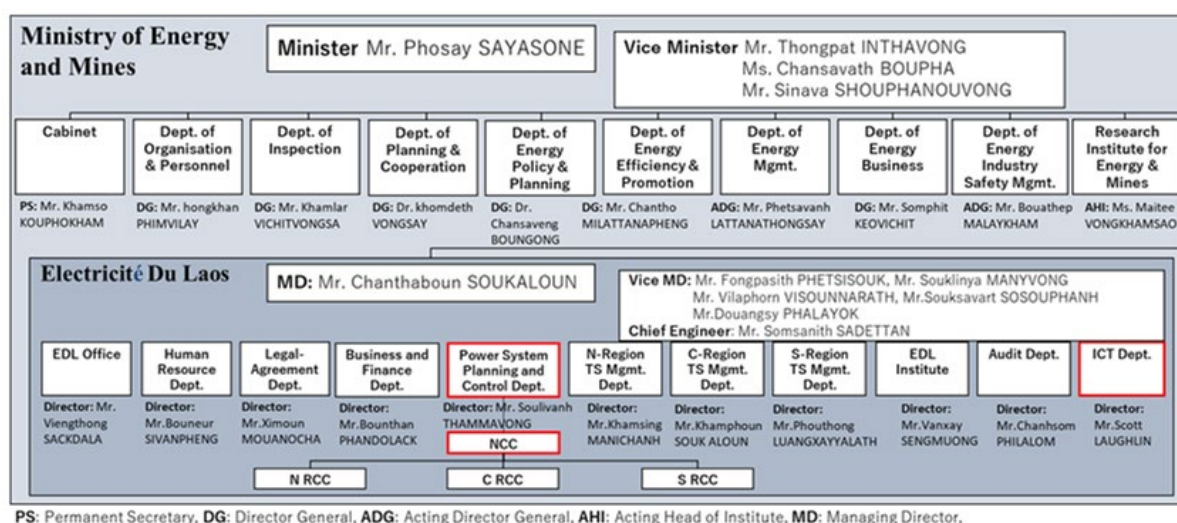 Ministry of Energy
and Mines
Minister Mr. Phosay SAYASONE
Vice Minister Mr. Thongpat INTHAVONG
Ms. Chansavath BOUPHA
Mr. Sinava SHOUPHANOUVONG
Cabinet
PS: Mr. Khamso
KOUPHOKHAM
Dept. of
Organisation
& Personnel
DG: Mr. hongkhan
PHIMVILAY
Dept. of
Inspection
DG: Mr. Khamlar
VICHITVONGSA
Dept. of
Planning &
Cooperation
DG: Dr. khomdeth
VONGSAY
Dept. of
Energy
Policy &
Planning
DG: Dr.
Chansaveng
BOUNGONG
Dept. of
Energy
Efficiency &
Promotion
DG: Mr. Chantho
MILATTANAPHENG
Dept. of
Energy
Mgmt.
ADG: Mr. Phetsavanh
LATTANATHONGSAY
Dept. of
Energy
Business
DG: Mr. Somphit
KEOVICHIT
Dept. of
Energy
Industry
Safety Mgmt.
ADG: Mr. Bouathep
MALAYKHAM
Research
Institute for
Energy &
Mines
AHI: Ms. Maitee
VONGKHAMSAO
Electricité Du Laos
MD: Mr. Chanthaboun SOUKALOUN
Vice MD: Mr. Fongpasith PHETSISOUK, Mr. Souklinya MANYVONG
Mr. Vilaphorn VISOUNNARATH, Mr.Souksavart SOSOUPHANH
Mr.Douangsy PHALAYOK
Chief Engineer: Mr. Somsanith SADETTAN
EDL Office
Director: Mr.
Viengthong
SACKDALA
Human
Resource
Dept.
Director:
Mr.Bouneur
SIVANPHENG
Legal-
Agreement
Dept.
Director:
Mr.Ximoun
MOUANOCHA
Business and
Finance
Dept.
Director:
Mr.Bounthan
PHANDOLACK
Power System
Planning and
Control Dept.
Director: Mr. Soulivanh
THAMMAVONG
N-Region
TS Mgmt.
Dept.
Director:
Mr.Khamsing
MANICHANH
C-Region
TS Mgmt.
Dept.
Director:
Mr.Khamphoun
SOUK ALOUN
S-Region
TS Mgmt.
Dept.
Director:
Mr.Phouthong
LUANGXAYYALATH
EDL
Institute
Director:
Mr.Vanxay
SENGMUONG
Audit Dept.
Director:
Mr.Chanhsom
PHILALOM
ICT Dept.
Director:
Mr.Scott
LAUGHLIN
NCC
N RCC
C RCC
S RCC
PS: Permanent Secretary, DG: Director General, ADG: Acting Director General, AHI: Acting Head of Institute, MD: Managing Director,